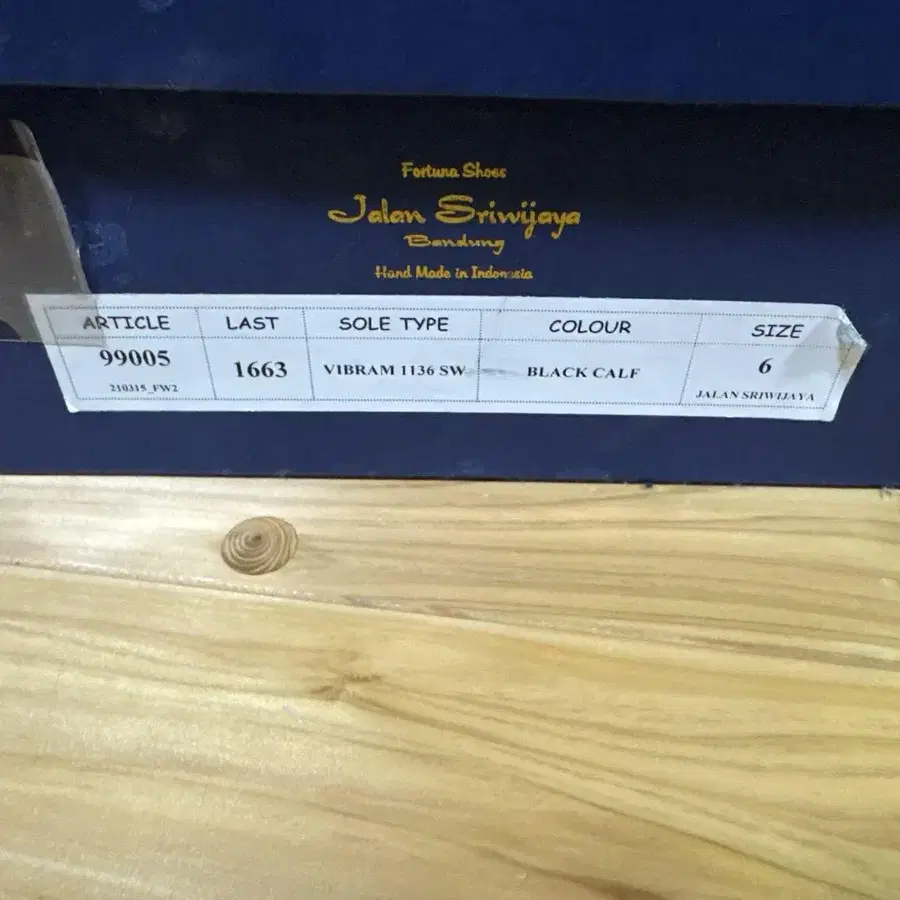 Fortuna Shoes
Jalan Sriwijaya
Bandung
Hand Made in Indonesia
ARTICLE LAST SOLE TYPE COLOUR SIZE
99005 1663 VIBRAM 1136 SW BLACK CALF 6
210315_FW2 JALAN SRIWIJAYA